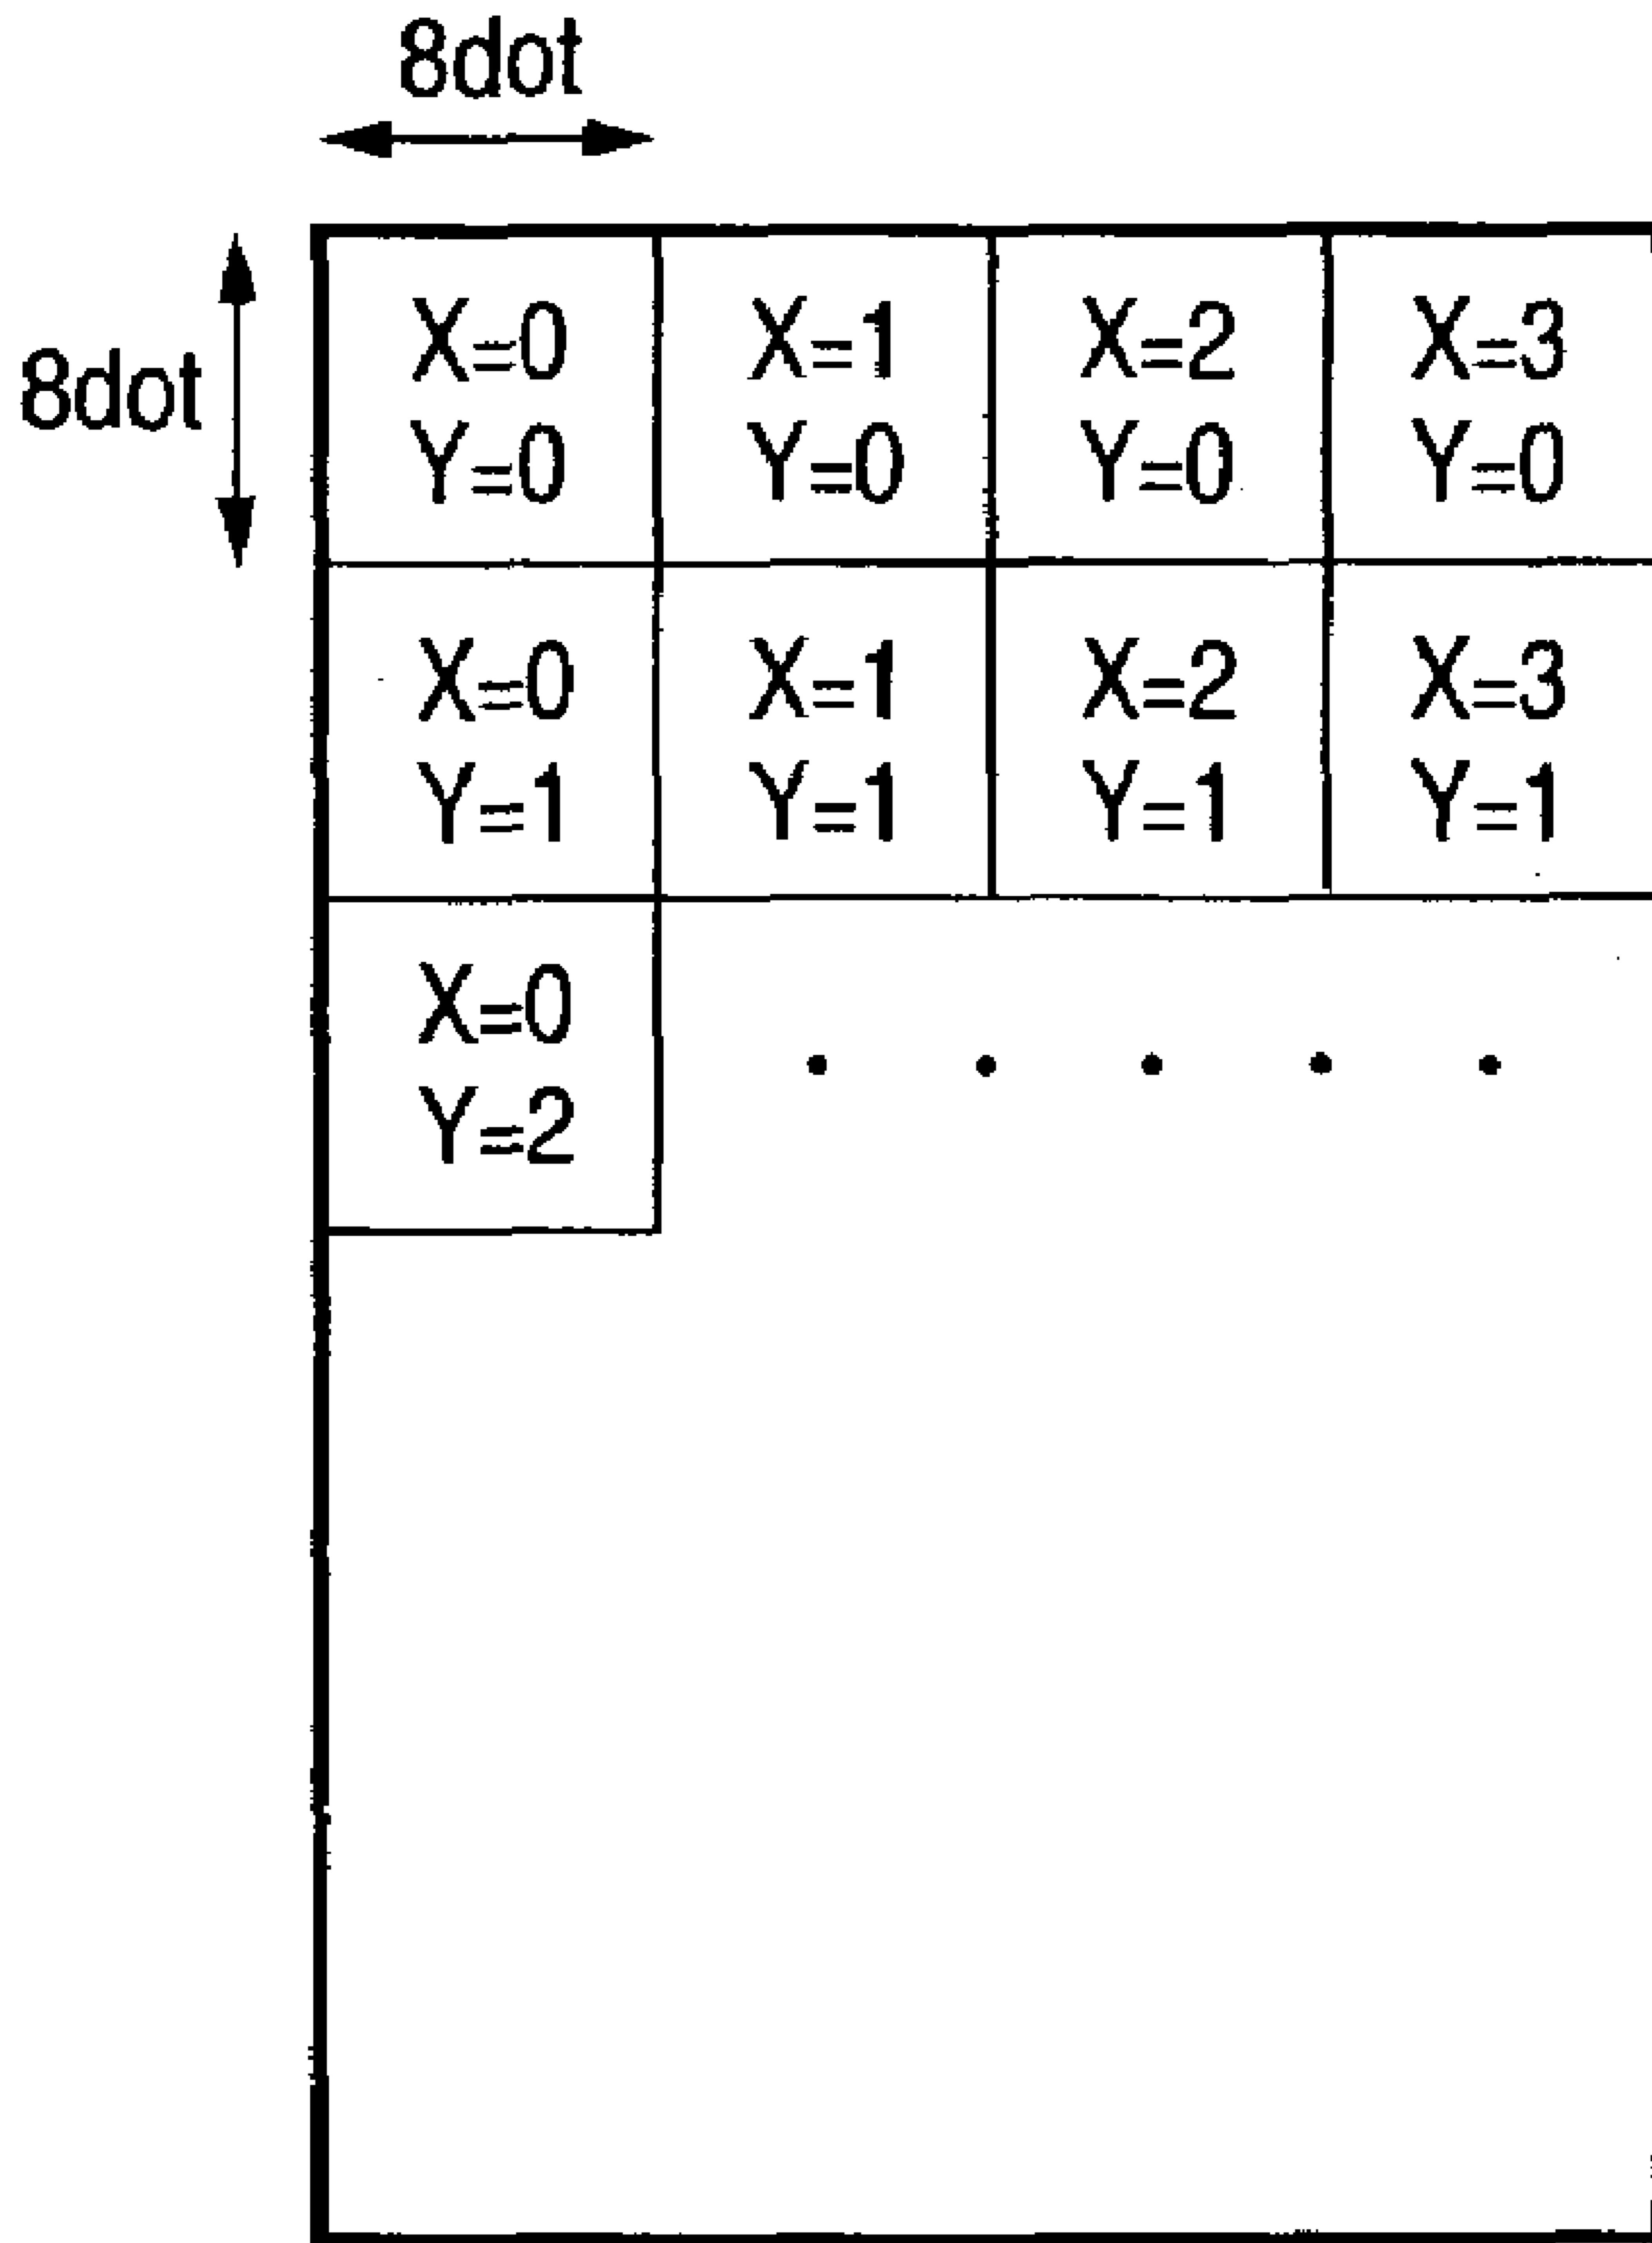 8dot
8dot
X=0 X=1 X=2 X=3
Y=0 Y=0 Y=0 Y=0
X=0 X=1 X=2 X=3
Y=1 Y=1 Y=1 Y=1
X=0
Y=2